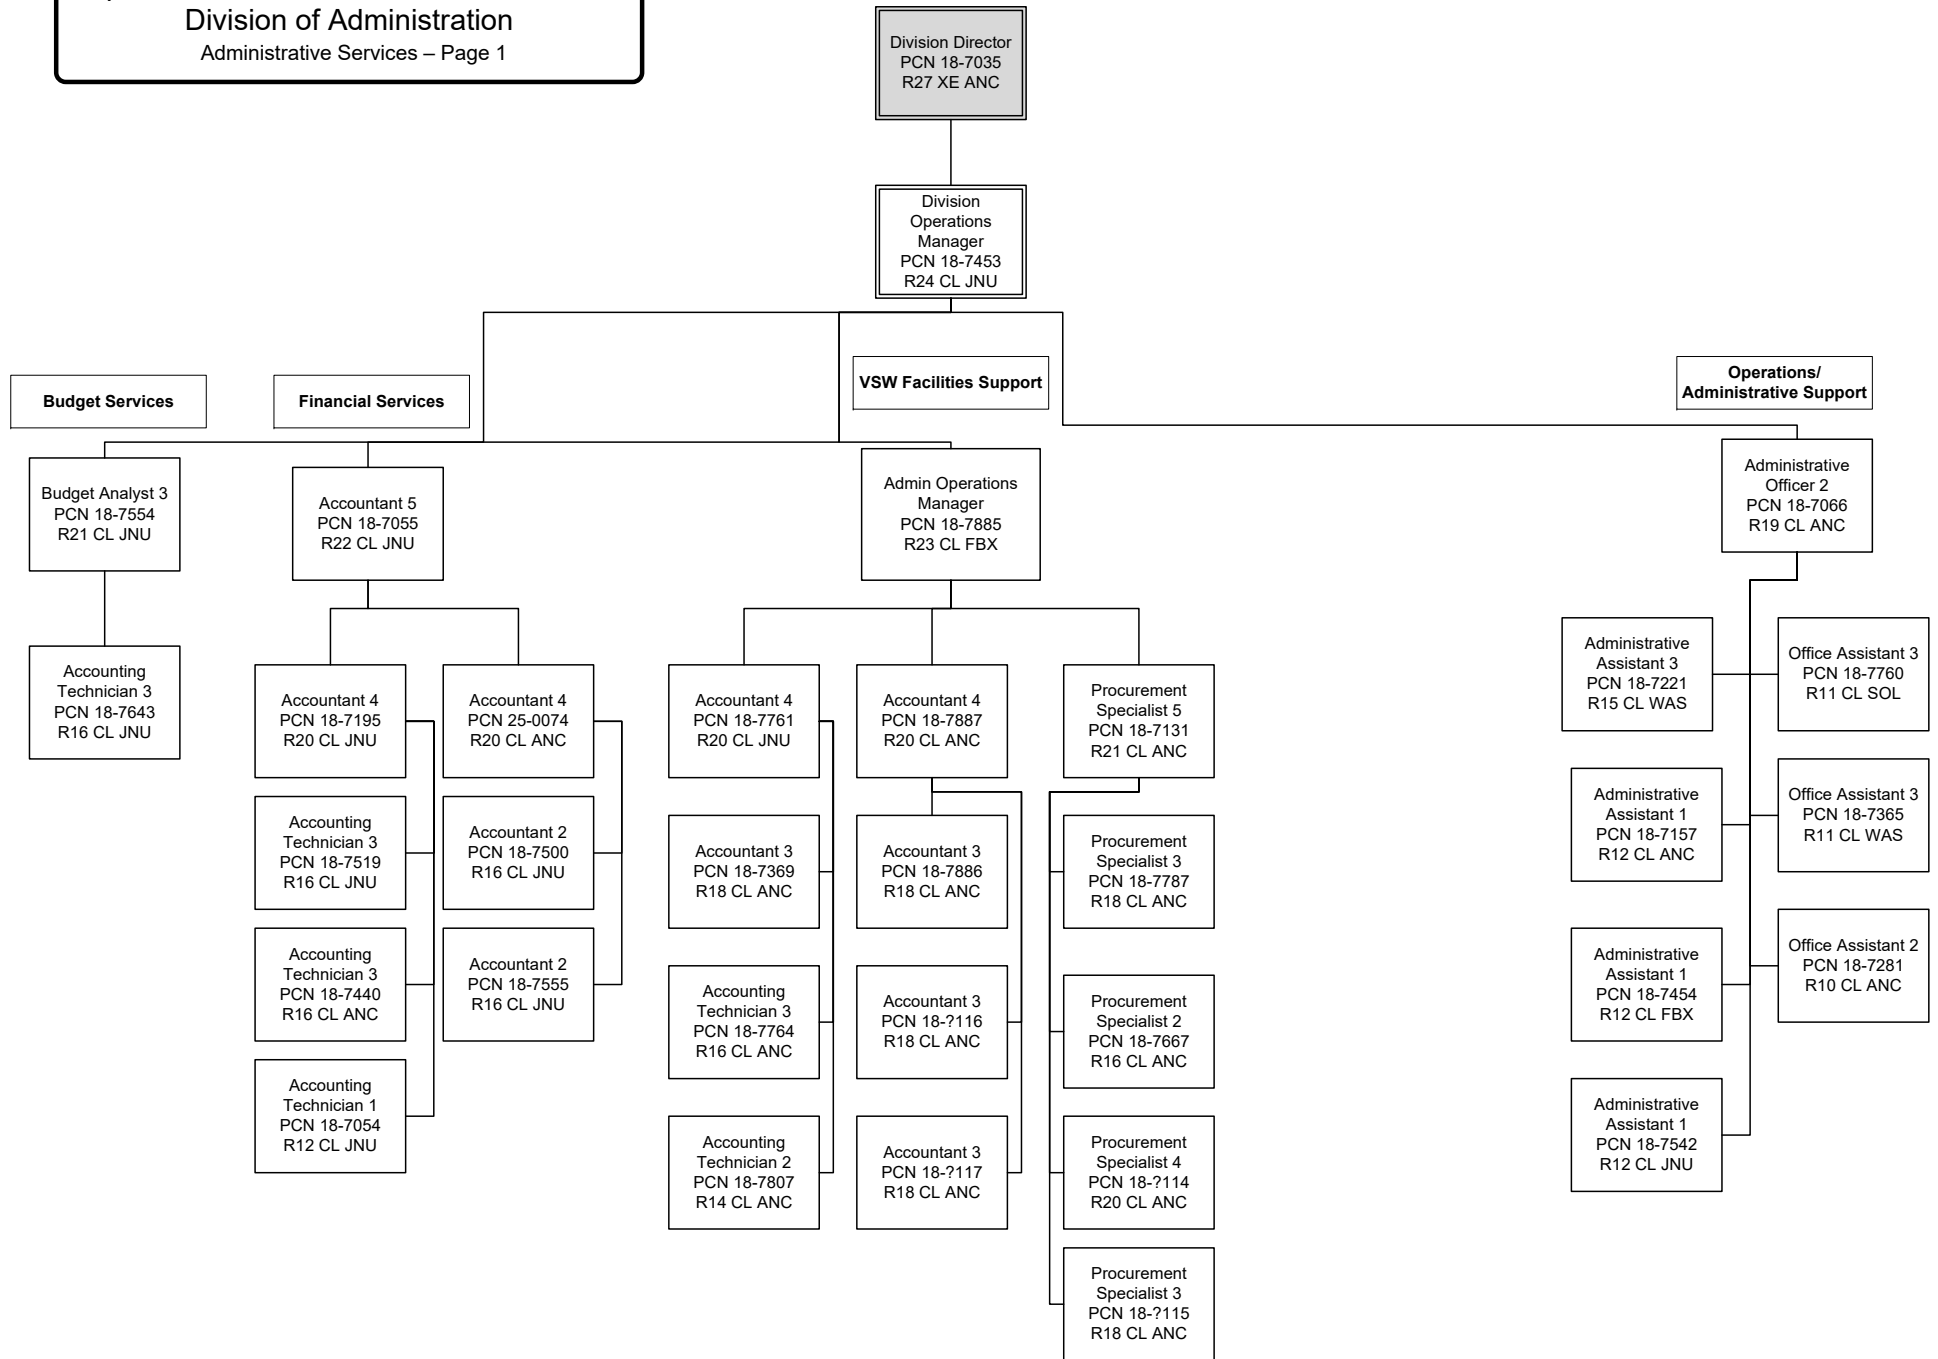 Division of Administration
Administrative Services – Page 1
Division Director
PCN 18-7035
R27 XE ANC
Division
Operations
Manager
PCN 18-7453
R24 CL JNU
Budget Services
Financial Services
VSW Facilities Support
Operations/
Administrative Support
Budget Analyst 3
PCN 18-7554
R21 CL JNU
Accountant 5
PCN 18-7055
R22 CL JNU
Admin Operations
Manager
PCN 18-7885
R23 CL FBX
Administrative
Officer 2
PCN 18-7066
R19 CL ANC
Accounting
Technician 3
PCN 18-7643
R16 CL JNU
Accountant 4
PCN 18-7195
R20 CL JNU
Accounting
Technician 3
PCN 18-7519
R16 CL JNU
Accounting
Technician 3
PCN 18-7440
R16 CL ANC
Accounting
Technician 1
PCN 18-7054
R12 CL JNU
Accountant 4
PCN 25-0074
R20 CL ANC
Accountant 2
PCN 18-7500
R16 CL JNU
Accountant 2
PCN 18-7555
R16 CL JNU
Accountant 4
PCN 18-7761
R20 CL JNU
Accountant 3
PCN 18-7369
R18 CL ANC
Accounting
Technician 3
PCN 18-7764
R16 CL ANC
Accounting
Technician 2
PCN 18-7807
R14 CL ANC
Accountant 4
PCN 18-7887
R20 CL ANC
Accountant 3
PCN 18-7886
R18 CL ANC
Accountant 3
PCN 18-?116
R18 CL ANC
Accountant 3
PCN 18-?117
R18 CL ANC
Procurement
Specialist 5
PCN 18-7131
R21 CL ANC
Procurement
Specialist 3
PCN 18-7787
R18 CL ANC
Procurement
Specialist 2
PCN 18-7667
R16 CL ANC
Procurement
Specialist 4
PCN 18-?114
R20 CL ANC
Procurement
Specialist 3
PCN 18-?115
R18 CL ANC
Administrative
Assistant 3
PCN 18-7221
R15 CL WAS
Administrative
Assistant 1
PCN 18-7157
R12 CL ANC
Administrative
Assistant 1
PCN 18-7454
R12 CL FBX
Administrative
Assistant 1
PCN 18-7542
R12 CL JNU
Office Assistant 3
PCN 18-7760
R11 CL SOL
Office Assistant 3
PCN 18-7365
R11 CL WAS
Office Assistant 2
PCN 18-7281
R10 CL ANC